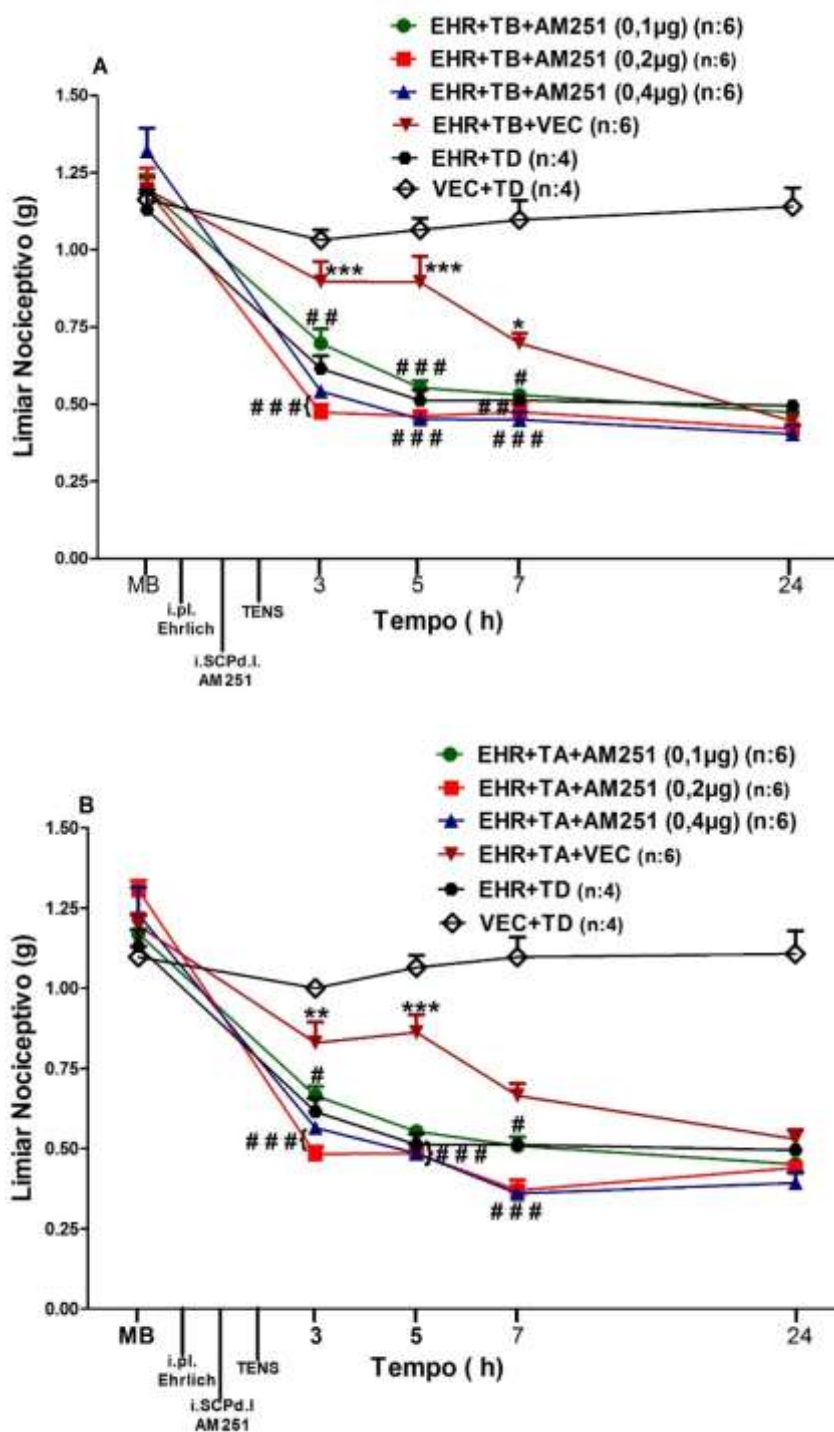 EHR+TB+AM251 (0,1µg) (n:6)
EHR+TB+AM251 (0,2µg) (n:6)
EHR+TB+AM251 (0,4µg) (n:6)
EHR+TB+VEC (n:6)
EHR+TD (n:4)
VEC+TD (n:4)
A
Limiar Nociceptivo (g)
1.50
1.25
1.00
0.75
0.50
0.25
0.00
***
***
*
##
###
#
###{
##
###
###
MB
3
5
7
24
i.pl.
Ehrlich
TENS
Tempo ( h)
i.SCPd.l.
AM251
EHR+TA+AM251 (0,1µg) (n:6)
EHR+TA+AM251 (0,2µg) (n:6)
EHR+TA+AM251 (0,4µg) (n:6)
EHR+TA+VEC (n:6)
EHR+TD (n:4)
VEC+TD (n:4)
B
Limiar Nociceptivo (g)
1.50
1.25
1.00
0.75
0.50
0.25
0.00
**
***
#
#
###{
}###
###
MB
3
5
7
24
i.pl.
Ehrlich
TENS
Tempo ( h)
i.SCPd.l
AM251